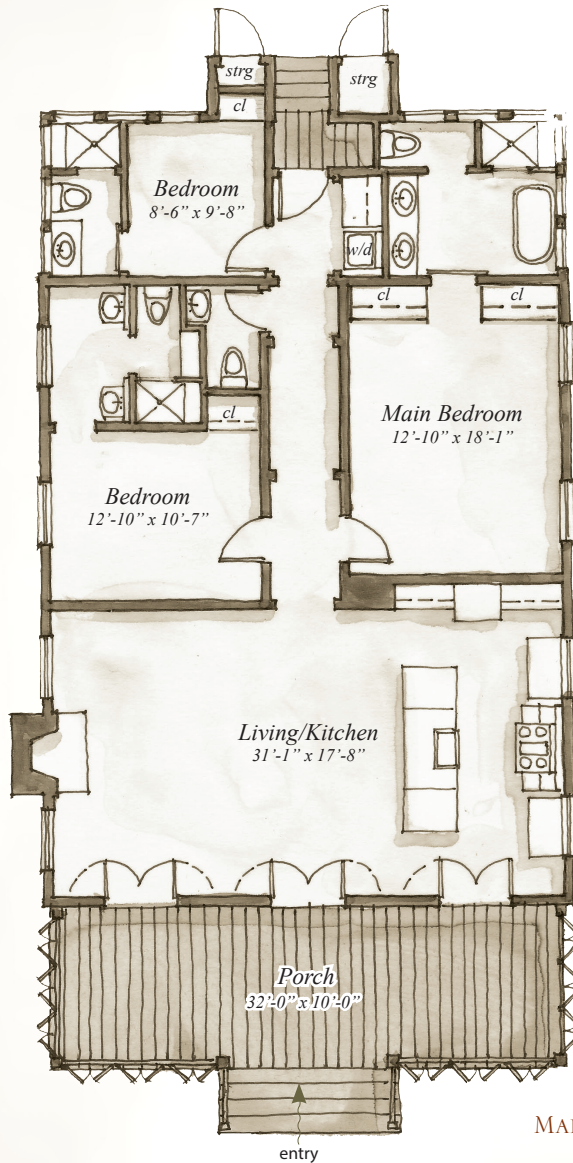 strg
strg
cl
Bedroom
8'-6" x 9'-8"
w/d
cl
cl
cl
Main Bedroom
12'-10" x 18'-1"
Bedroom
12'-10" x 10'-7"
Living/Kitchen
31'-1" x 17'-8"
Porch
32'-0" x 10'-0"
entry